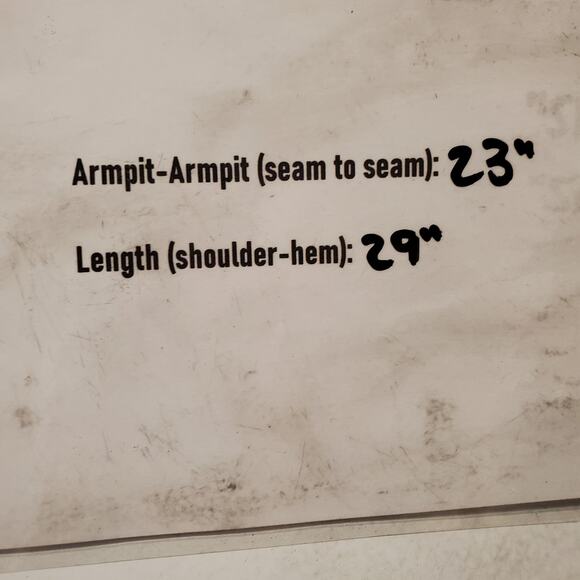 Armpit-Armpit (seam to seam): 23"
Length (shoulder-hem): 29"